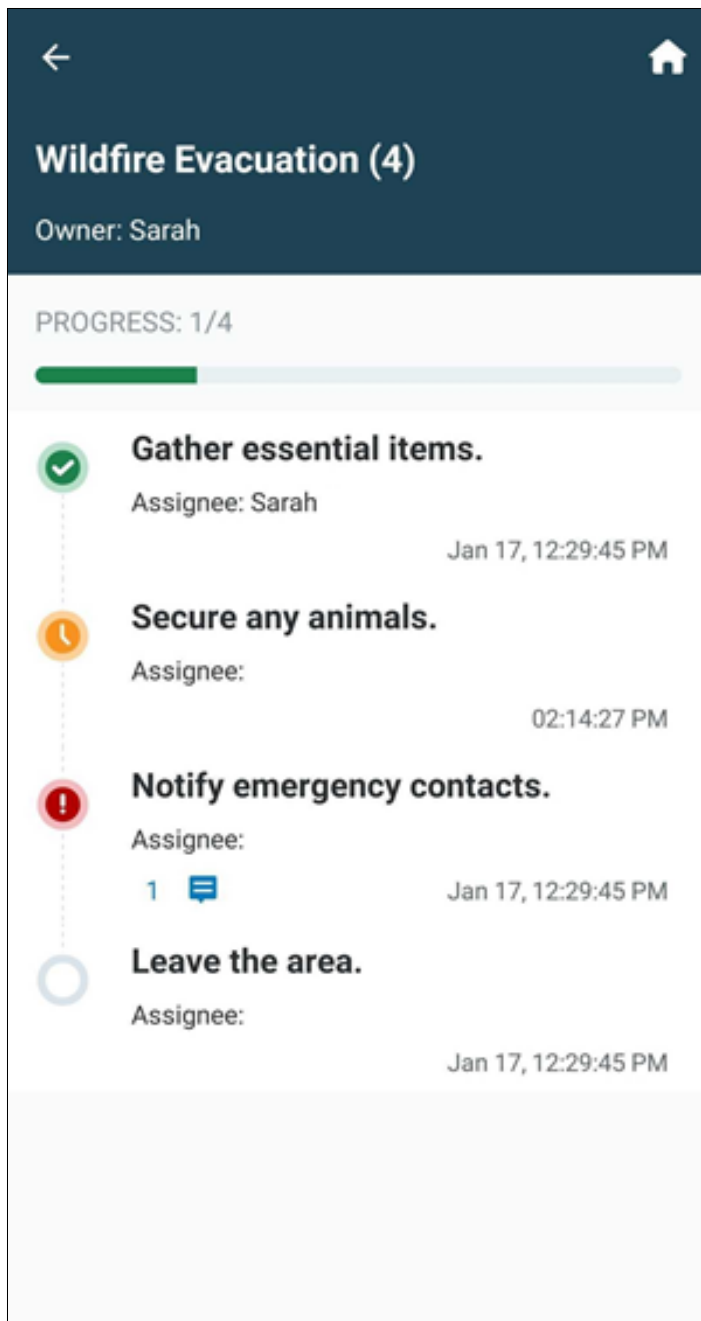 Wildfire Evacuation (4)
Owner: Sarah
PROGRESS: 1/4
Gather essential items.
Assignee: Sarah
Jan 17, 12:29:45 PM
Secure any animals.
Assignee:
02:14:27 PM
Notify emergency contacts.
Assignee:
1 Jan 17, 12:29:45 PM
Leave the area.
Assignee:
Jan 17, 12:29:45 PM